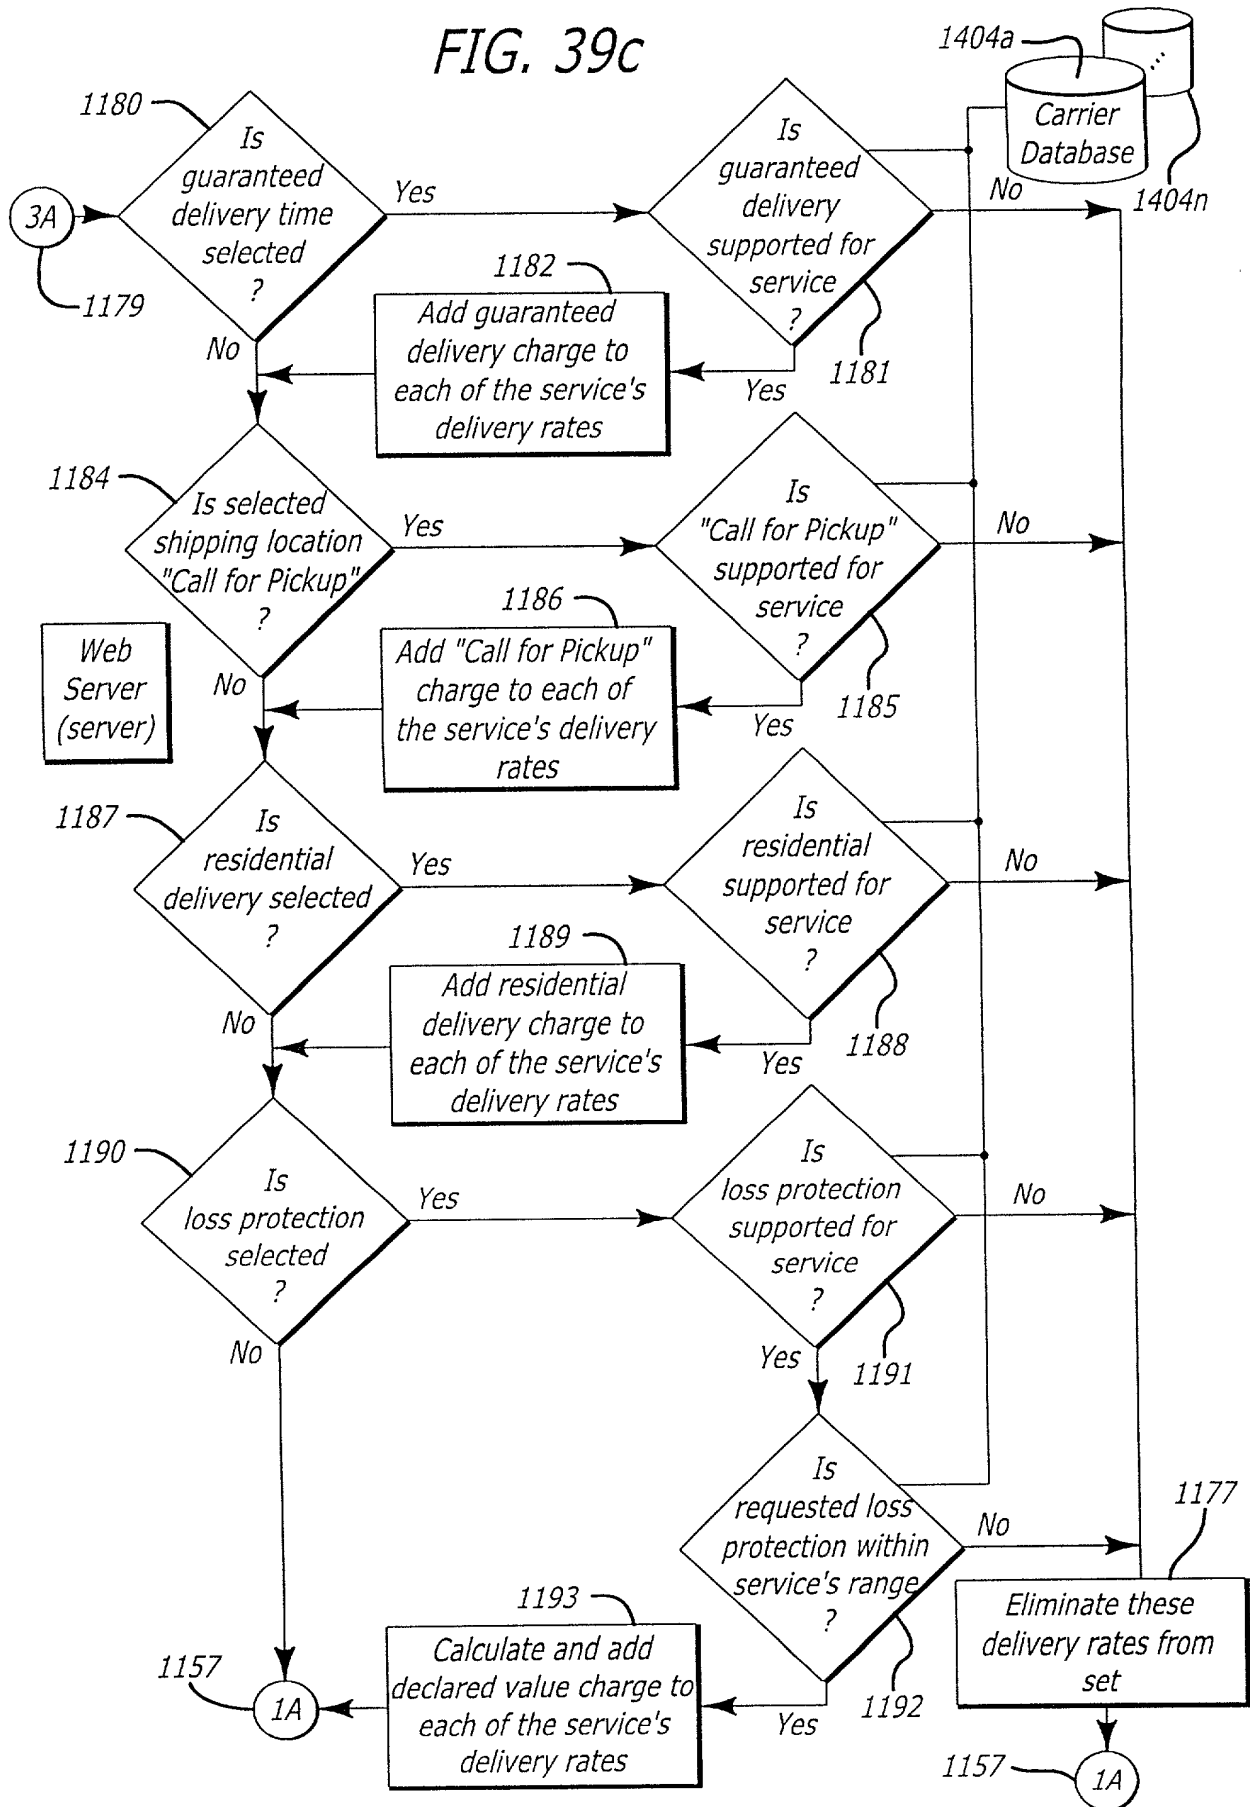 FIG. 39c
1404a
Carrier
Database
1404n
1180
Is
guaranteed
delivery time
selected
?
3A
1179
Yes
No
Is
guaranteed
delivery
supported for
service
?
No
1181
Yes
1182
Add guaranteed
delivery charge to
each of the service's
delivery rates
1184
Is selected
shipping location
"Call for Pickup"
?
Yes
No
Is
"Call for Pickup"
supported for
service
?
No
1185
Yes
1186
Add "Call for Pickup"
charge to each of
the service's delivery
rates
Web
Server
(server)
1187
Is
residential
delivery selected
?
Yes
No
Is
residential
supported for
service
?
No
1188
Yes
1189
Add residential
delivery charge to
each of the service's
delivery rates
1190
Is
loss protection
selected
?
Yes
No
Is
loss protection
supported for
service
?
No
1191
Yes
Is
requested loss
protection within
service's range
?
No
1192
Yes
1193
Calculate and add
declared value charge to
each of the service's
delivery rates
1157
1A
1177
Eliminate these
delivery rates from
set
1157
1A